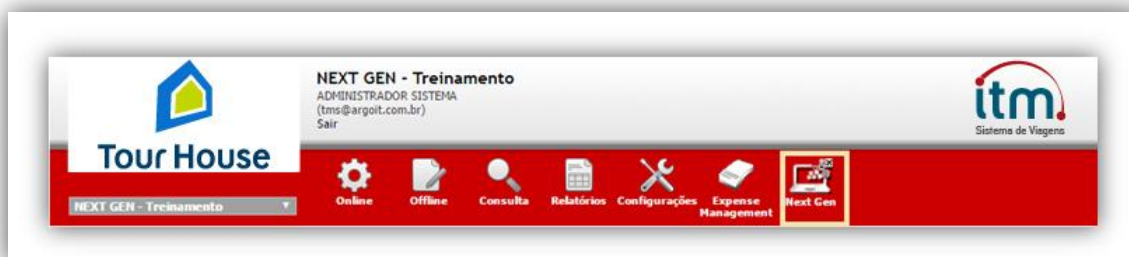 Tour House
NEXT GEN - Treinamento
ADMINISTRADOR SISTEMA
(tms@argoit.com.br)
Sair
itm
Sistema de Viagens
NEXT GEN - Treinamento
Online
Offline
Consulta
Relatórios
Configurações
Expense
Management
Next Gen